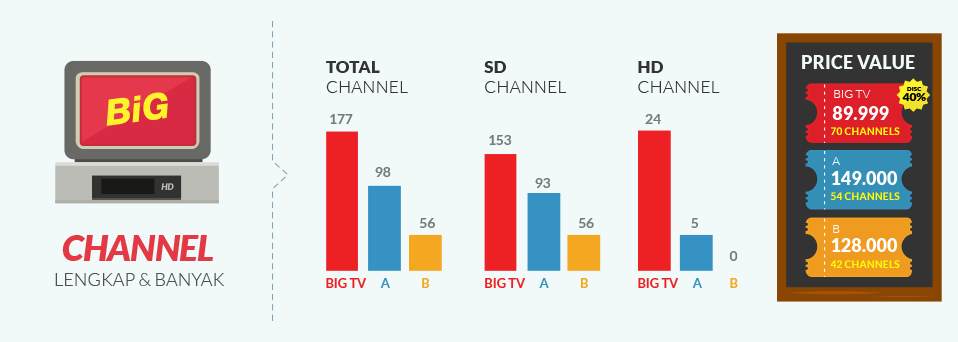 BiG
HD
CHANNEL
LENGKAP & BANYAK
TOTAL
CHANNEL
177
98
56
BIG TV A B
SD
CHANNEL
153
93
56
BIG TV A B
HD
CHANNEL
24
5
0
BIG TV A B
PRICE VALUE
DISC
40%
BIG TV
89.999
70 CHANNELS
A
149.000
54 CHANNELS
B
128.000
42 CHANNELS